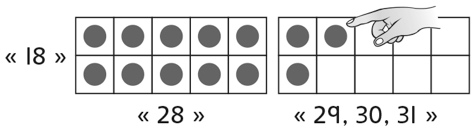 « 18 »
« 28 » « 29, 30, 31 »